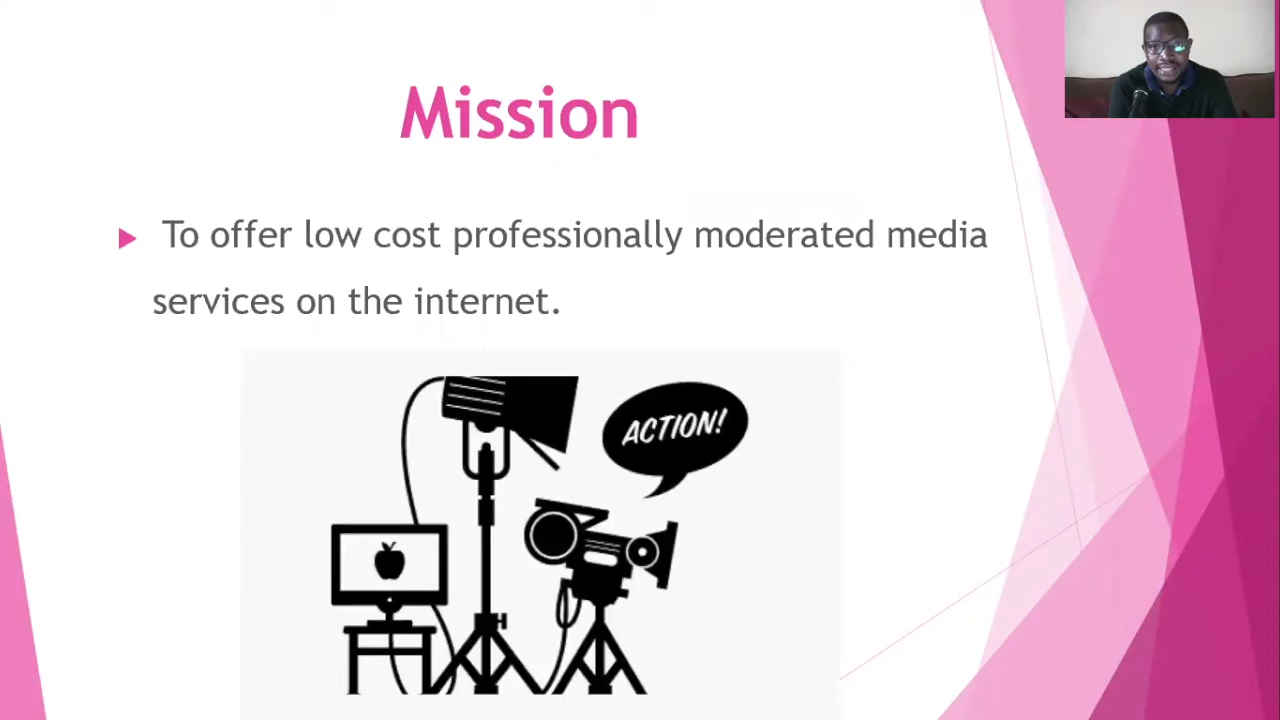 Mission
To offer low cost professionally moderated media
services on the internet.
ACTION!